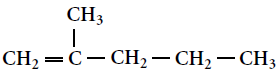 CH₃
CH₂ = C — CH₂ — CH₂ — CH₃